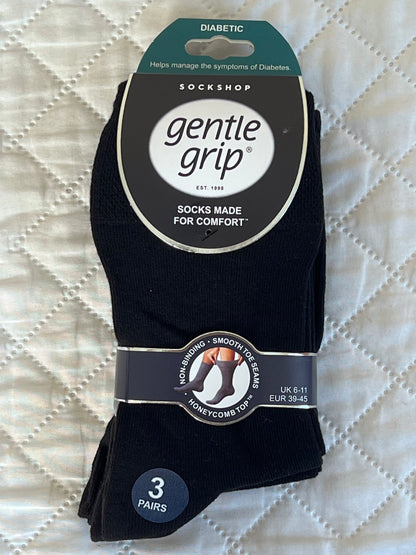 DIABETIC
Helps manage the symptoms of Diabetes.
SOCKSHOP
gentle
grip®
EST. 1999
SOCKS MADE
FOR COMFORT™
NON-BINDING · SMOOTH TOE SEAMS
· HONEYCOMB TOP™ ·
UK 6-11
EUR 39-45
3
PAIRS